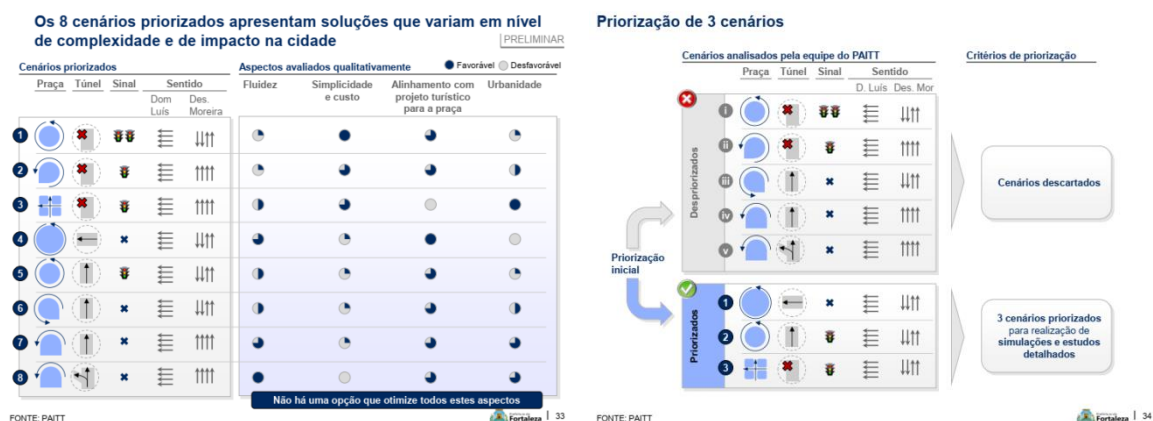 Os 8 cenários priorizados apresentam soluções que variam em nível
de complexidade e de impacto na cidade
PRELIMINAR
Cenários priorizados
Aspectos avaliados qualitativamente
Favorável
Desfavorável
Praça
Túnel
Sinal
Sentido
Dom
Luís
Des.
Moreira
Fluidez
Simplicidade
e custo
Alinhamento com
projeto turístico
para a praça
Urbanidade
1
2
3
4
5
6
7
8
Não há uma opção que otimize todos estes aspectos
FONTE: PAITT
Fortaleza
33
Priorização de 3 cenários
Cenários analisados pela equipe do PAITT
Critérios de priorização
Praça
Túnel
Sinal
Sentido
D. Luís
Des. Mor
Despriorizados
i
ii
iii
iv
v
Cenários descartados
Priorização
inicial
Priorizados
1
2
3
3 cenários priorizados
para realização de
simulações e estudos
detalhados
FONTE: PAITT
Fortaleza
34